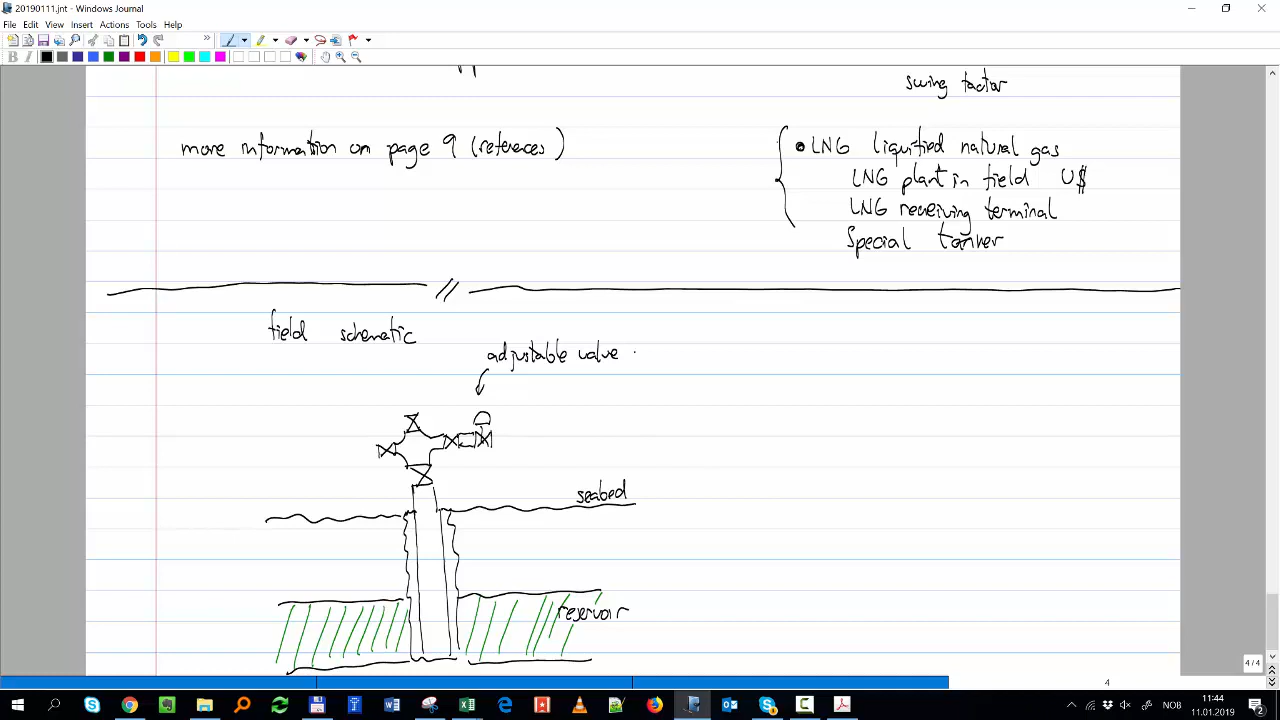 20190111.jnt - Windows Journal
File Edit View Insert Actions Tools Help
B I
swing factor
more information on page 9 (references)
• LNG liquified natural gas
LNG plant in field U$
LNG receiving terminal
Special tanker
field schematic
adjustable valve
seabed
reservoir
4/4
4
NOB
11:44
11.01.2019